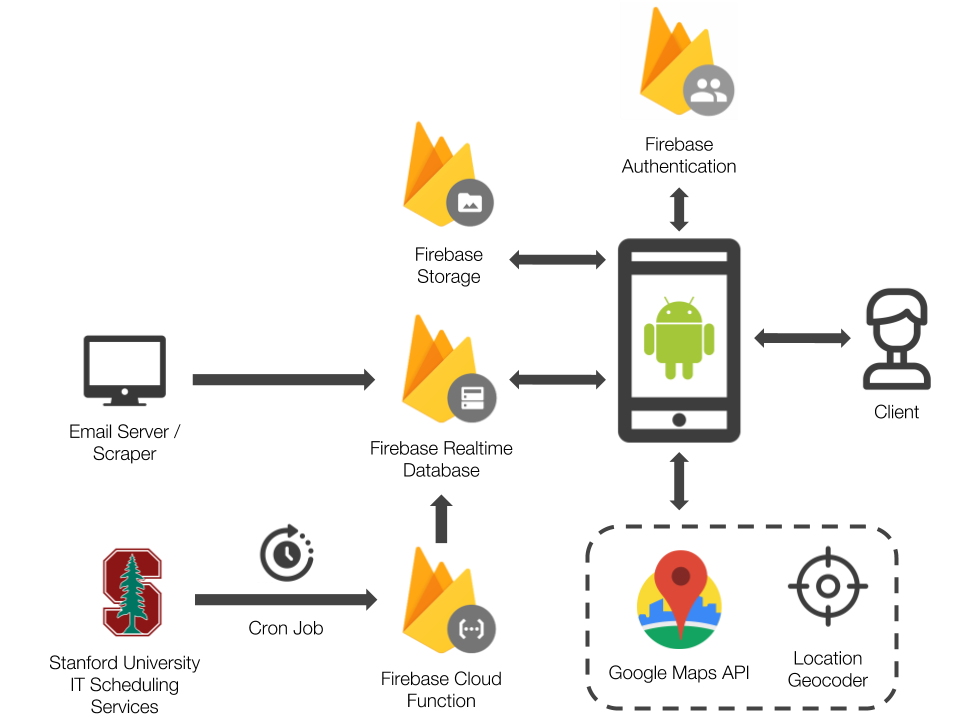 Firebase
Authentication
Firebase
Storage
Client
Email Server /
Scraper
Firebase Realtime
Database
Cron Job
Stanford University
IT Scheduling
Services
Firebase Cloud
Function
Google Maps API
Location
Geocoder